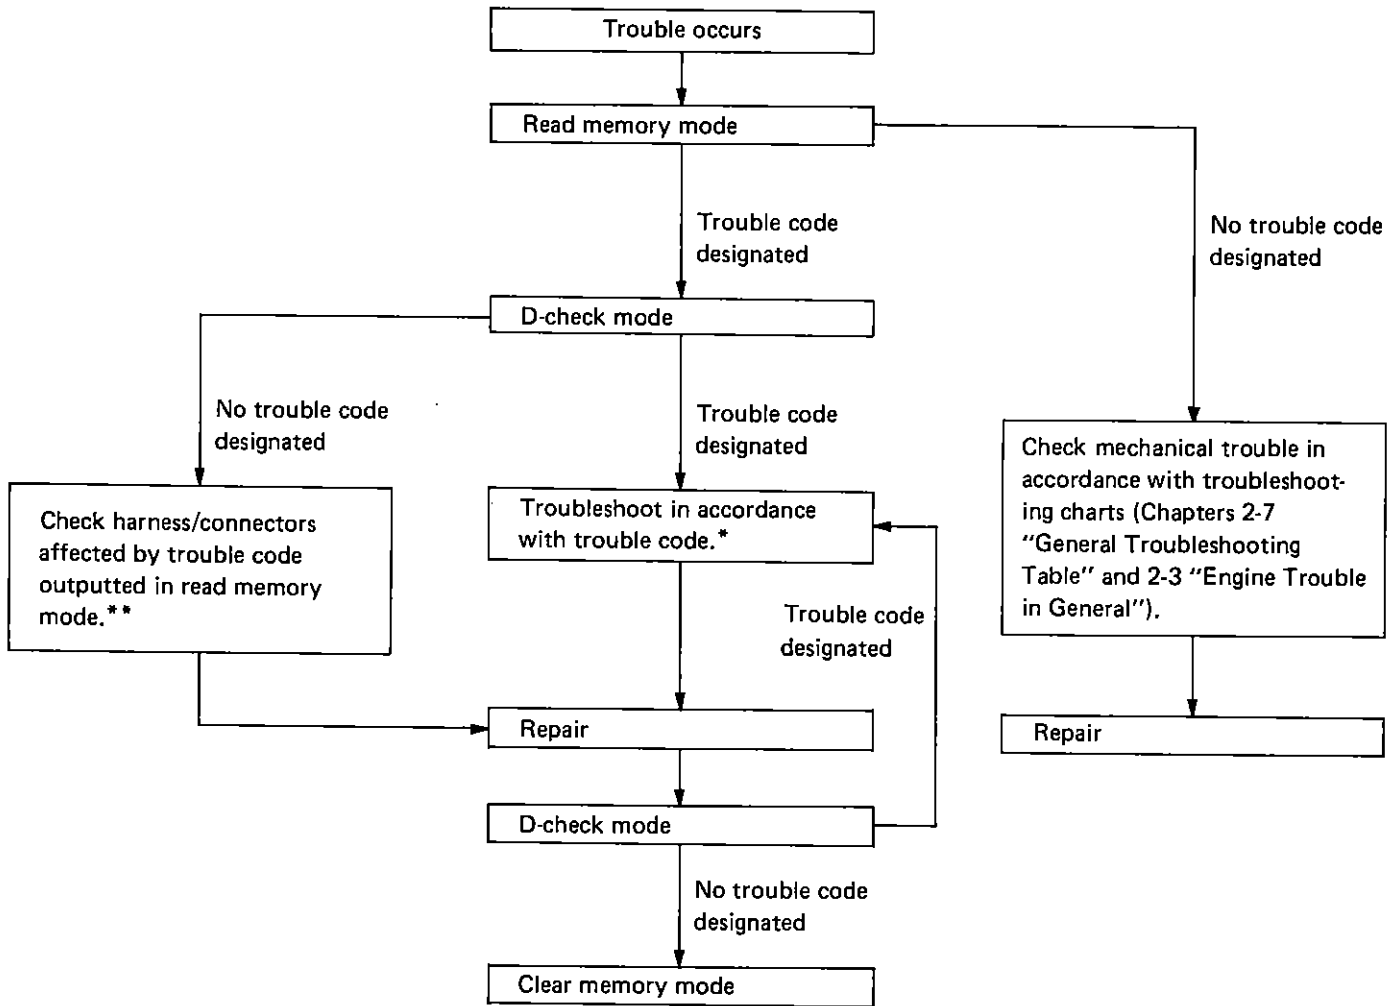 Trouble occurs
Read memory mode
Trouble code
designated
No trouble code
designated
D-check mode
No trouble code
designated
Trouble code
designated
Check harness/connectors
affected by trouble code
outputted in read memory
mode.**
Troubleshoot in accordance
with trouble code.*
Check mechanical trouble in
accordance with troubleshoot-
ing charts (Chapters 2-7
"General Troubleshooting
Table" and 2-3 "Engine Trouble
in General").
Trouble code
designated
Repair
Repair
D-check mode
No trouble code
designated
Clear memory mode